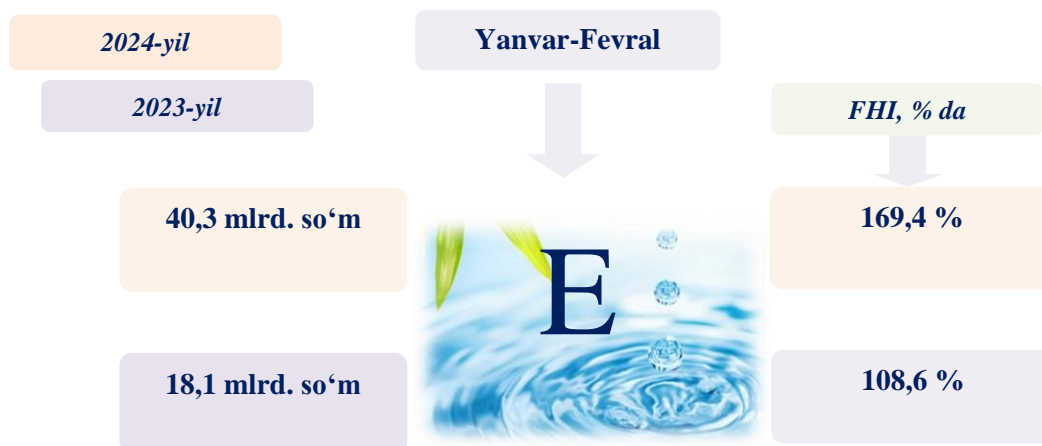 2024-yil
Yanvar-Fevral
2023-yil
FHI, % da
40,3 mlrd. so‘m
169,4 %
E
18,1 mlrd. so‘m
108,6 %